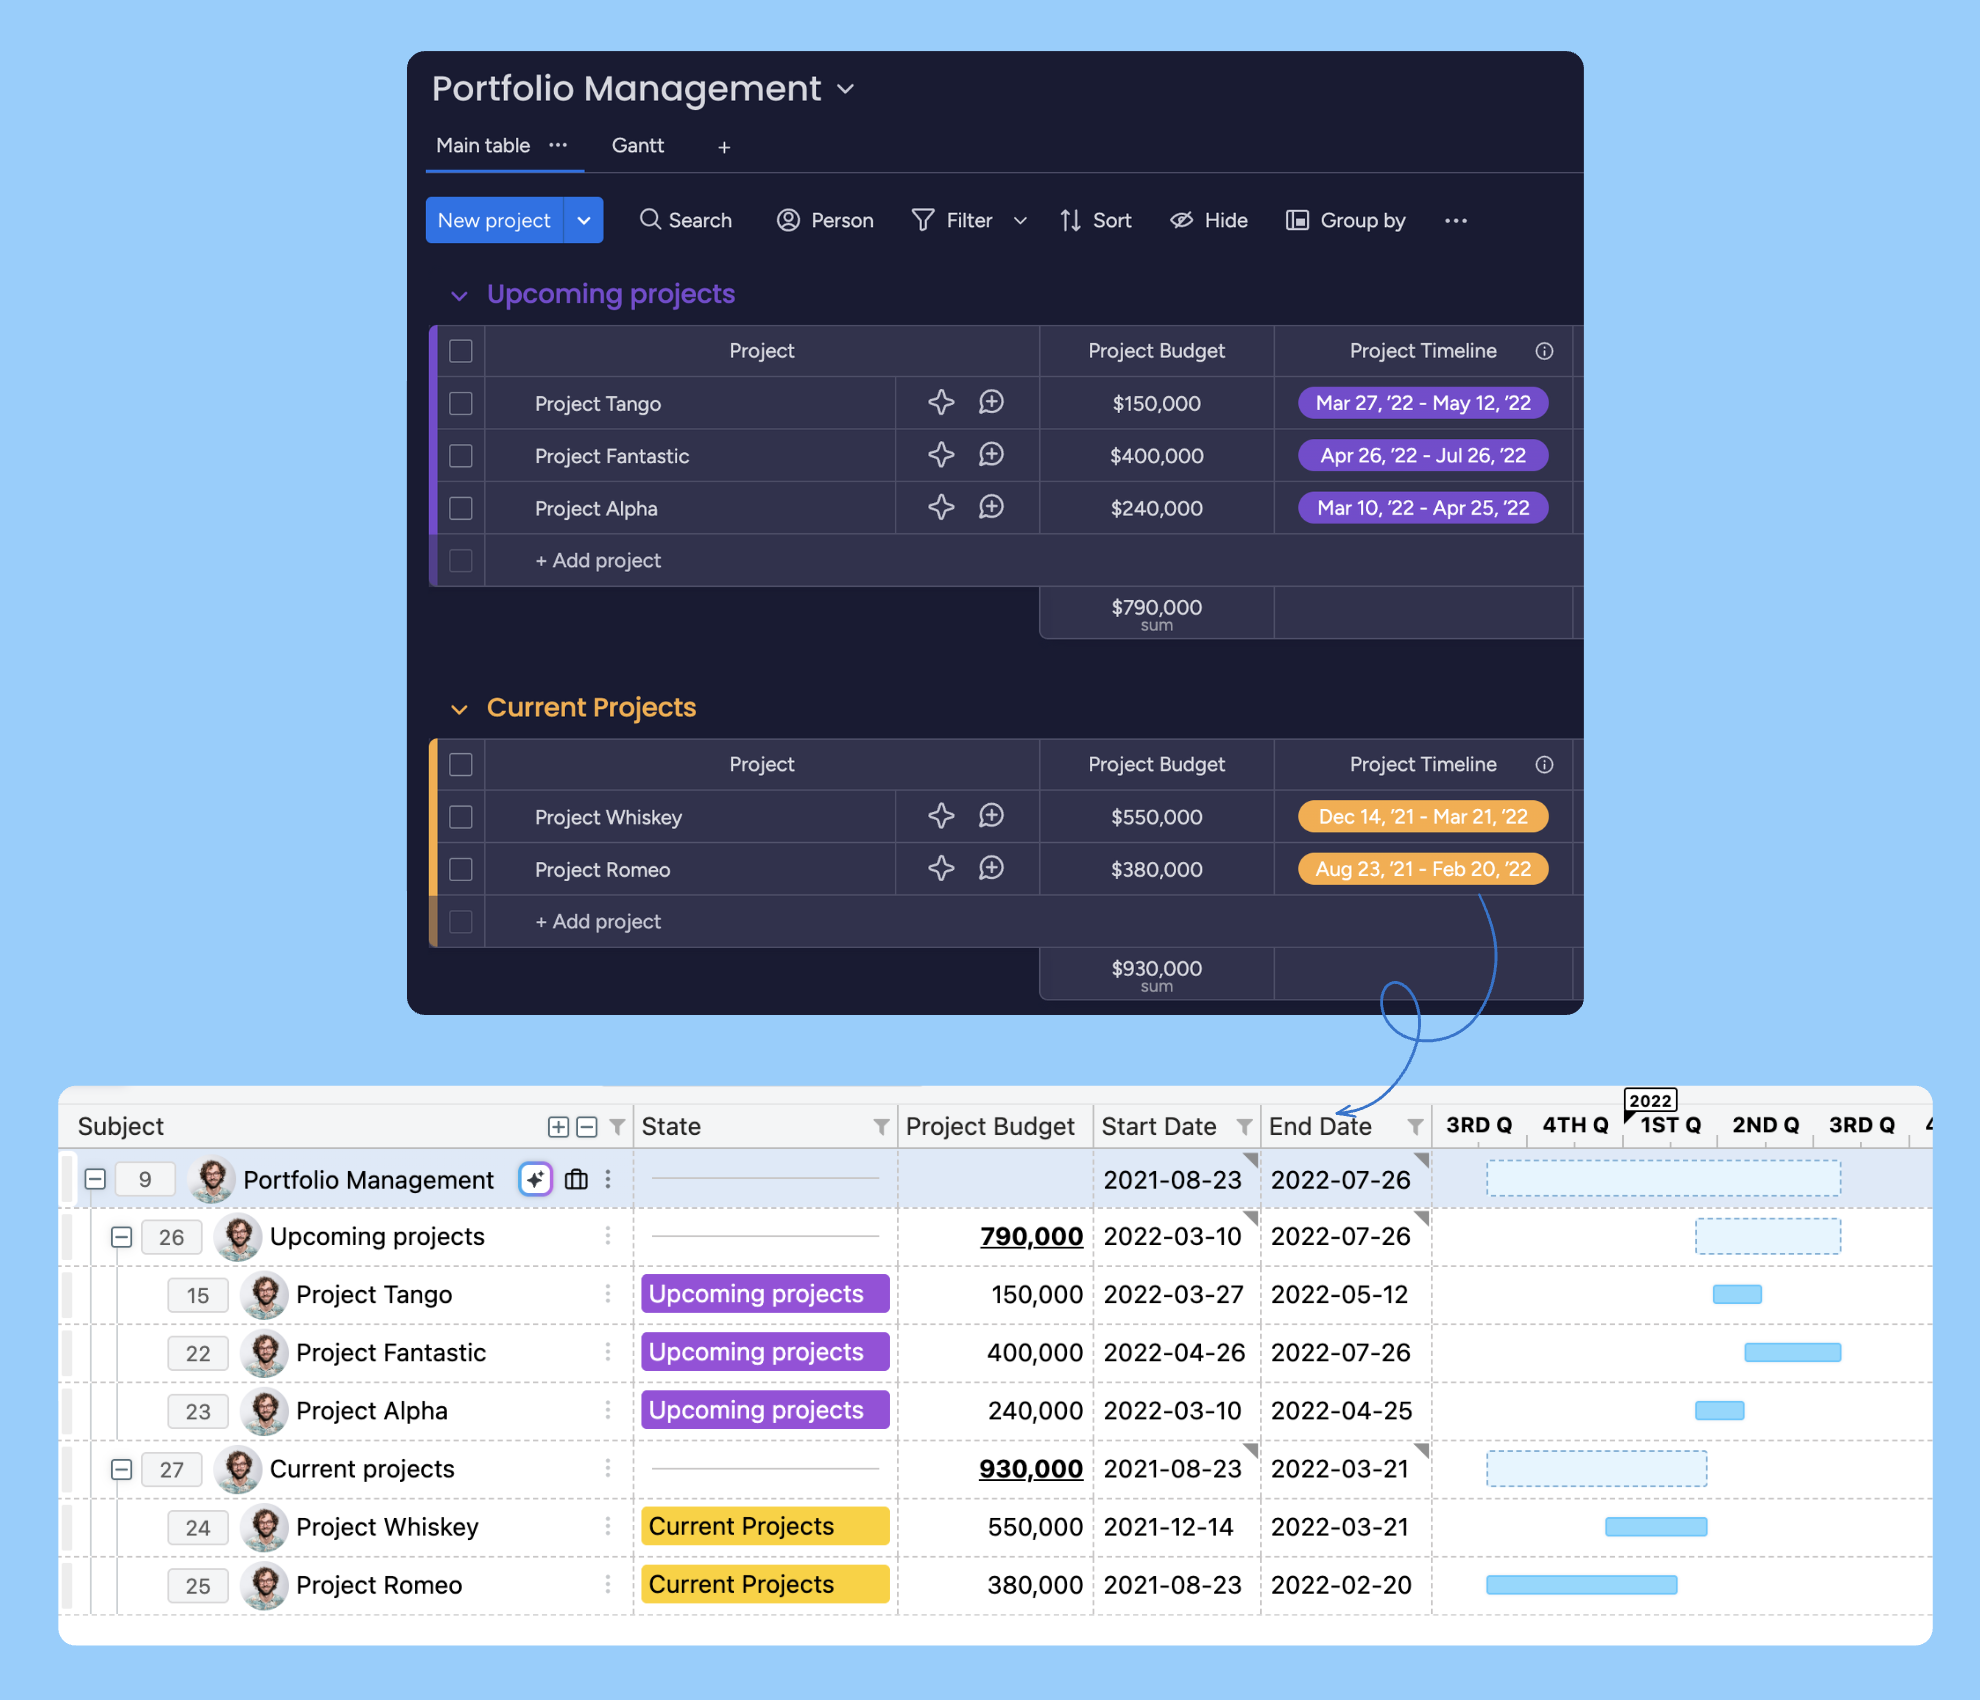 Portfolio Management
Main table ··· Gantt +
New project Search Person Filter Sort Hide Group by ···
Upcoming projects
Project Project Budget Project Timeline
Project Tango $150,000 Mar 27, ’22 - May 12, ’22
Project Fantastic $400,000 Apr 26, ’22 - Jul 26, ’22
Project Alpha $240,000 Mar 10, ’22 - Apr 25, ’22
+ Add project
$790,000
sum
Current Projects
Project Project Budget Project Timeline
Project Whiskey $550,000 Dec 14, ’21 - Mar 21, ’22
Project Romeo $380,000 Aug 23, ’21 - Feb 20, ’22
+ Add project
$930,000
sum
2022
Subject State Project Budget Start Date End Date 3RD Q 4TH Q 1ST Q 2ND Q 3RD Q 4
9 Portfolio Management 2021-08-23 2022-07-26
26 Upcoming projects 790,000 2022-03-10 2022-07-26
15 Project Tango Upcoming projects 150,000 2022-03-27 2022-05-12
22 Project Fantastic Upcoming projects 400,000 2022-04-26 2022-07-26
23 Project Alpha Upcoming projects 240,000 2022-03-10 2022-04-25
27 Current projects 930,000 2021-08-23 2022-03-21
24 Project Whiskey Current Projects 550,000 2021-12-14 2022-03-21
25 Project Romeo Current Projects 380,000 2021-08-23 2022-02-20